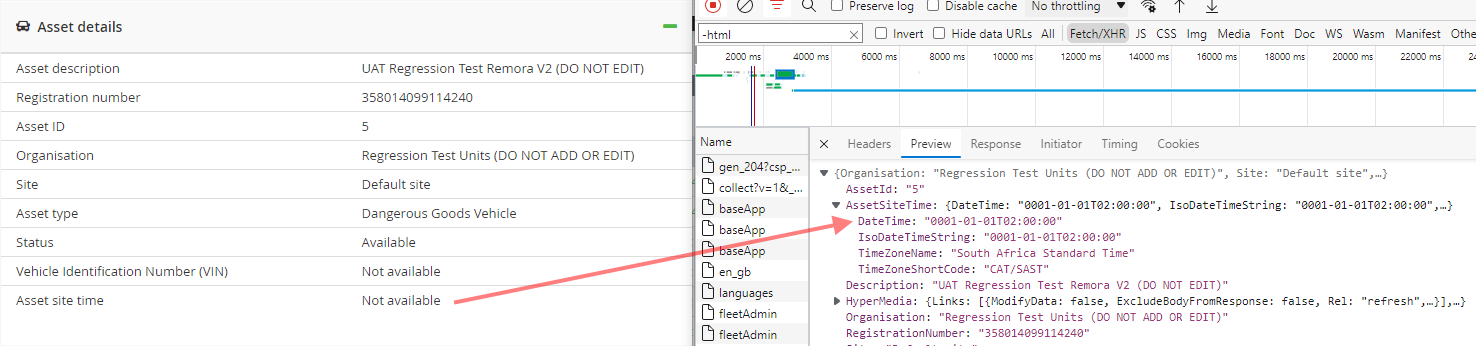 Asset details
Asset description UAT Regression Test Remora V2 (DO NOT EDIT)
Registration number 358014099114240
Asset ID 5
Organisation Regression Test Units (DO NOT ADD OR EDIT)
Site Default site
Asset type Dangerous Goods Vehicle
Status Available
Vehicle Identification Number (VIN) Not available
Asset site time Not available
Preserve log Disable cache No throttling
-html Invert Hide data URLs All Fetch/XHR JS CSS Img Media Font Doc WS Wasm Manifest Othe
2000 ms 4000 ms 6000 ms 8000 ms 10000 ms 12000 ms 14000 ms 16000 ms 18000 ms 20000 ms 22000 ms 24
Name
gen_204?csp_...
collect?v=1&_...
baseApp
baseApp
baseApp
en_gb
languages
fleetAdmin
fleetAdmin
Headers Preview Response Initiator Timing Cookies
{Organisation: "Regression Test Units (DO NOT ADD OR EDIT)", Site: "Default site",…}
AssetId: "5"
AssetSiteTime: {DateTime: "0001-01-01T02:00:00", IsoDateTimeString: "0001-01-01T02:00:00",…}
DateTime: "0001-01-01T02:00:00"
IsoDateTimeString: "0001-01-01T02:00:00"
TimeZoneName: "South Africa Standard Time"
TimeZoneShortCode: "CAT/SAST"
Description: "UAT Regression Test Remora V2 (DO NOT EDIT)"
HyperMedia: {Links: [{ModifyData: false, ExcludeBodyFromResponse: false, Rel: "refresh",…}],…}
Organisation: "Regression Test Units (DO NOT ADD OR EDIT)"
RegistrationNumber: "358014099114240"